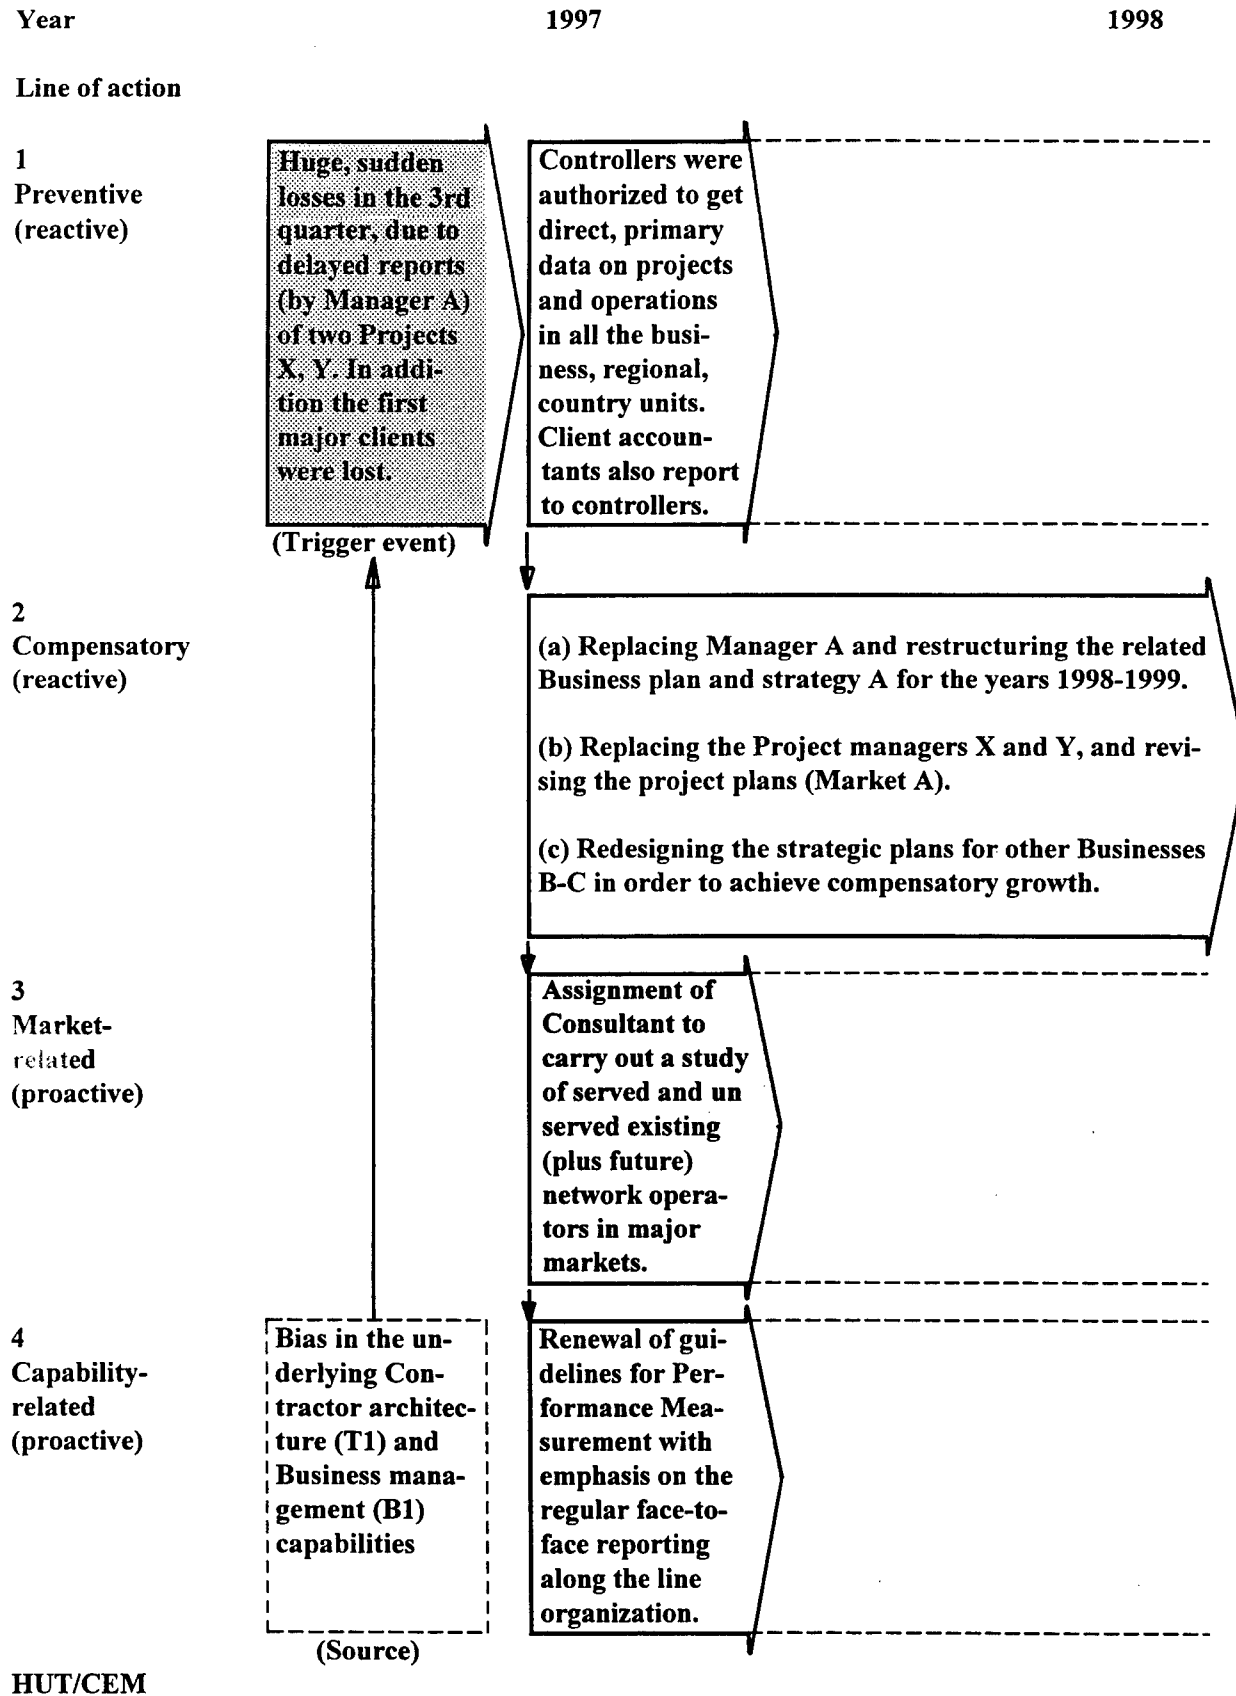 Year 1997 1998
Line of action
1
Preventive
(reactive)
Huge, sudden
losses in the 3rd
quarter, due to
delayed reports
(by Manager A)
of two Projects
X, Y. In addi-
tion the first
major clients
were lost.
(Trigger event)
Controllers were
authorized to get
direct, primary
data on projects
and operations
in all the busi-
ness, regional,
country units.
Client accoun-
tants also report
to controllers.
2
Compensatory
(reactive)
(a) Replacing Manager A and restructuring the related
Business plan and strategy A for the years 1998-1999.
(b) Replacing the Project managers X and Y, and revi-
sing the project plans (Market A).
(c) Redesigning the strategic plans for other Businesses
B-C in order to achieve compensatory growth.
3
Market-
related
(proactive)
Assignment of
Consultant to
carry out a study
of served and un
served existing
(plus future)
network opera-
tors in major
markets.
4
Capability-
related
(proactive)
Bias in the un-
derlying Con-
tractor architec-
ture (T1) and
Business mana-
gement (B1)
capabilities
(Source)
Renewal of gui-
delines for Per-
formance Mea-
surement with
emphasis on the
regular face-to-
face reporting
along the line
organization.
HUT/CEM